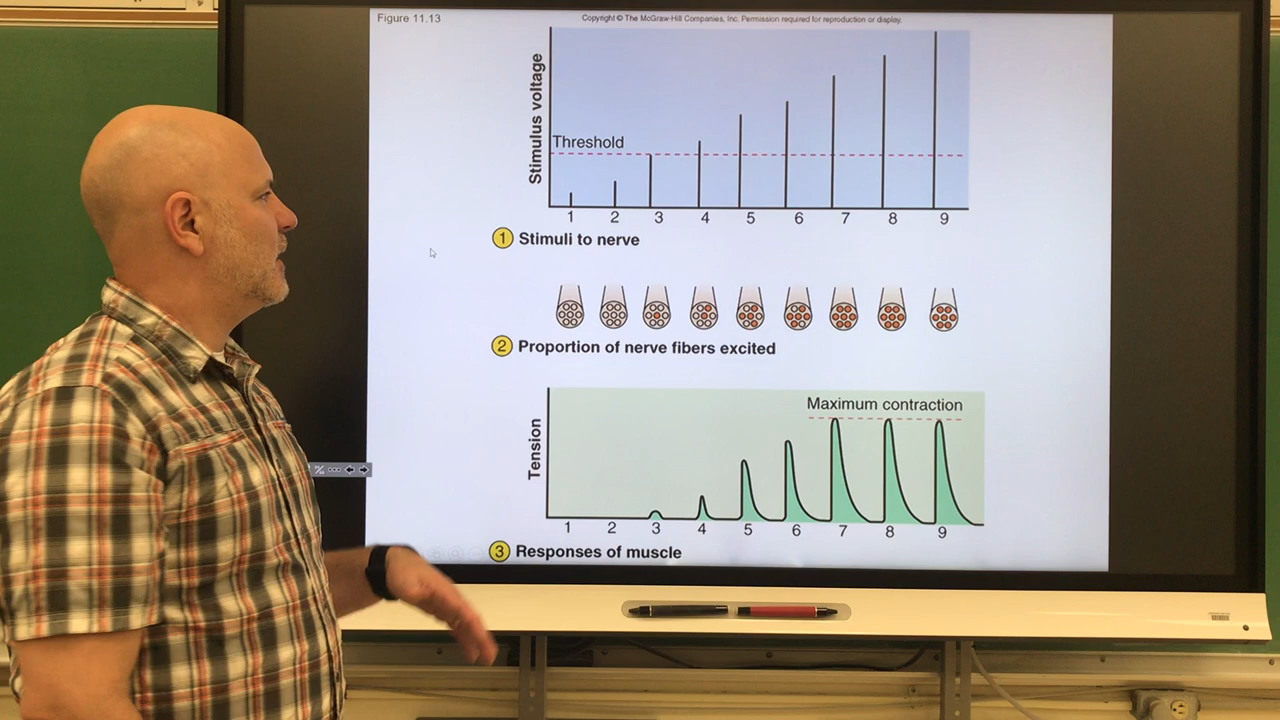 Figure 11.13
Copyright © The McGraw-Hill Companies, Inc. Permission required for reproduction or display.
Stimulus voltage
Threshold
1 2 3 4 5 6 7 8 9
1 Stimuli to nerve
2 Proportion of nerve fibers excited
Tension
Maximum contraction
1 2 3 4 5 6 7 8 9
3 Responses of muscle